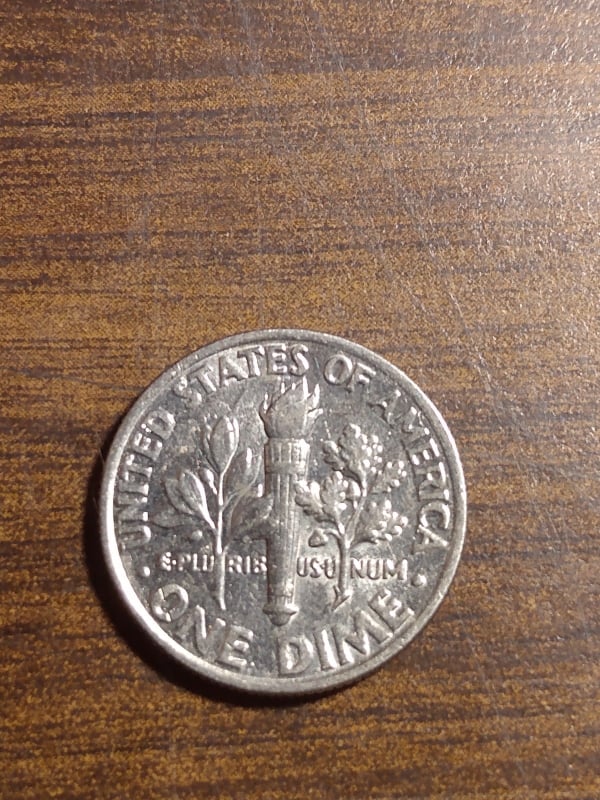 UNITED STATES OF AMERICA
E·PLURIBUS·UNUM
· ONE DIME ·